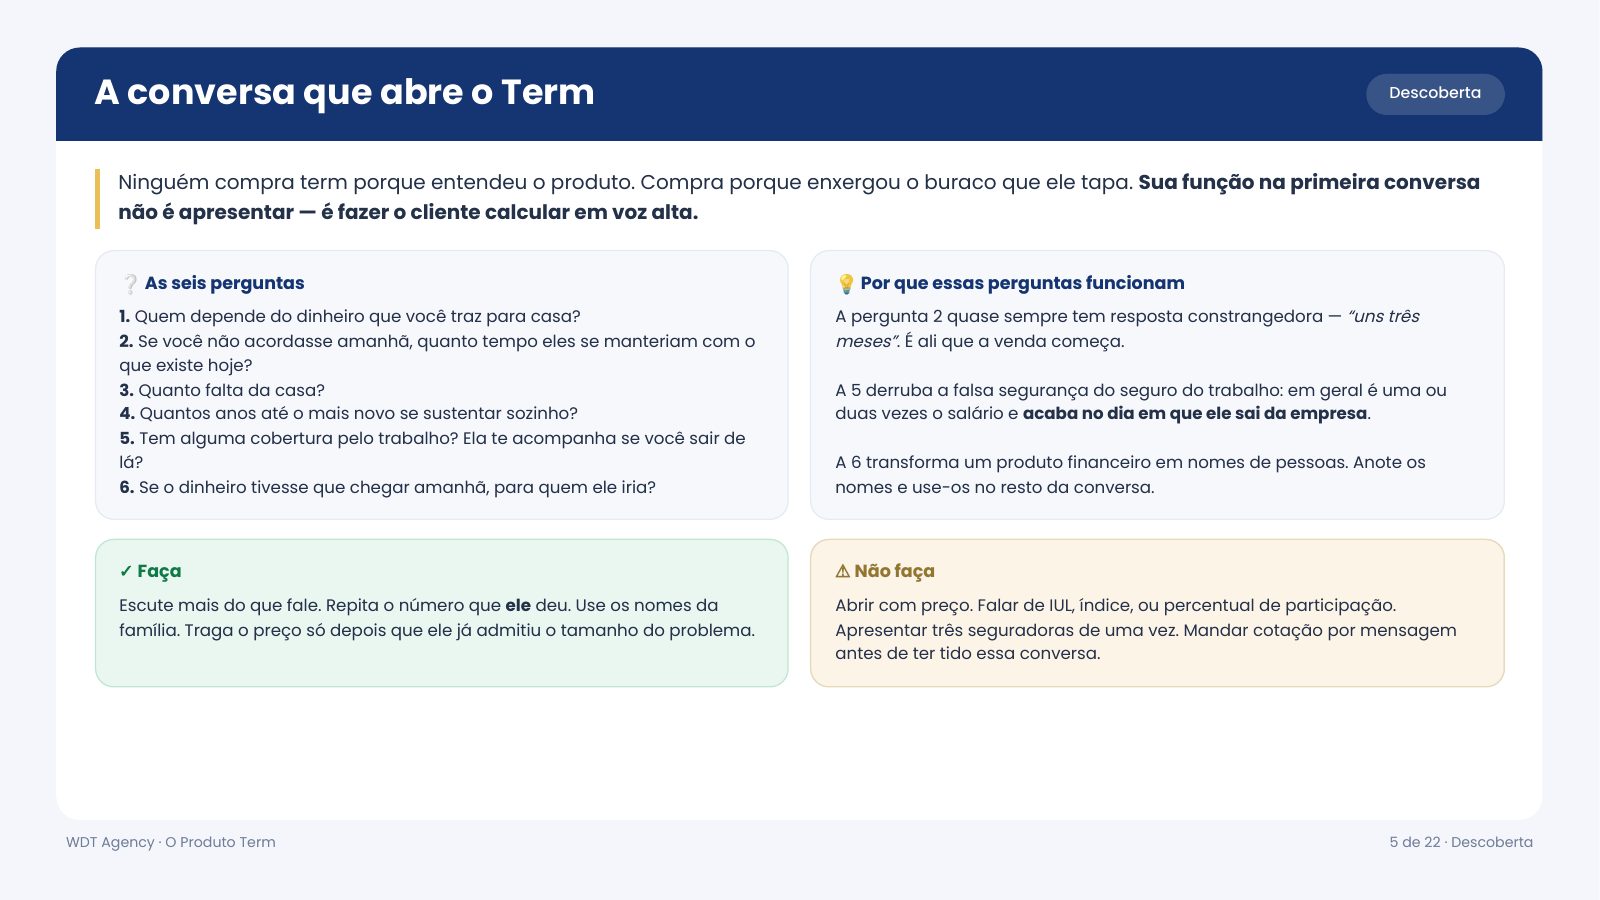 A conversa que abre o Term
Descoberta
Ninguém compra term porque entendeu o produto. Compra porque enxergou o buraco que ele tapa. Sua função na primeira conversa
não é apresentar — é fazer o cliente calcular em voz alta.
❔ As seis perguntas
1. Quem depende do dinheiro que você traz para casa?
2. Se você não acordasse amanhã, quanto tempo eles se manteriam com o
que existe hoje?
3. Quanto falta da casa?
4. Quantos anos até o mais novo se sustentar sozinho?
5. Tem alguma cobertura pelo trabalho? Ela te acompanha se você sair de
lá?
6. Se o dinheiro tivesse que chegar amanhã, para quem ele iria?
💡 Por que essas perguntas funcionam
A pergunta 2 quase sempre tem resposta constrangedora — “uns três
meses”. É ali que a venda começa.
A 5 derruba a falsa segurança do seguro do trabalho: em geral é uma ou
duas vezes o salário e acaba no dia em que ele sai da empresa.
A 6 transforma um produto financeiro em nomes de pessoas. Anote os
nomes e use-os no resto da conversa.
✓ Faça
Escute mais do que fale. Repita o número que ele deu. Use os nomes da
família. Traga o preço só depois que ele já admitiu o tamanho do problema.
⚠ Não faça
Abrir com preço. Falar de IUL, índice, ou percentual de participação.
Apresentar três seguradoras de uma vez. Mandar cotação por mensagem
antes de ter tido essa conversa.
WDT Agency · O Produto Term
5 de 22 · Descoberta